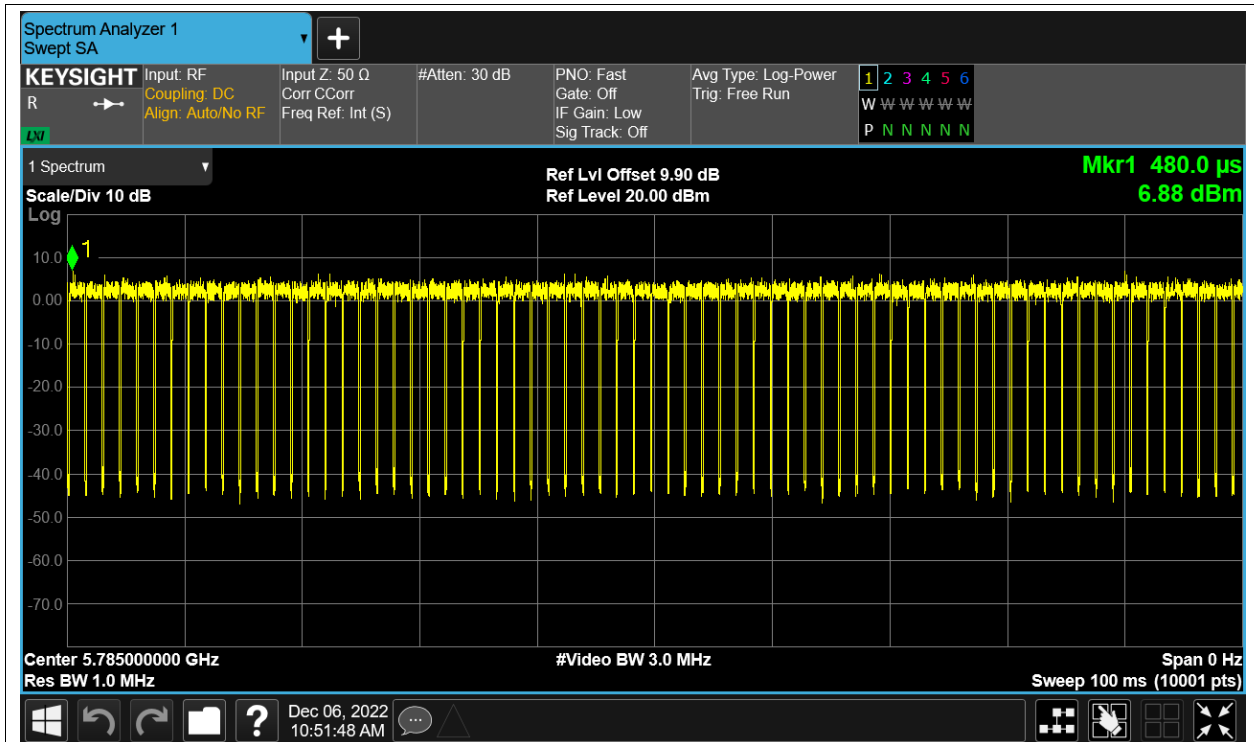 Spectrum Analyzer 1
Swept SA
KEYSIGHT
R
LXI
Input: RF
Coupling: DC
Align: Auto/No RF
Input Z: 50 Ω
Corr CCorr
Freq Ref: Int (S)
#Atten: 30 dB
PNO: Fast
Gate: Off
IF Gain: Low
Sig Track: Off
Avg Type: Log-Power
Trig: Free Run
1 2 3 4 5 6
W W W W W W
P N N N N N
1 Spectrum
Scale/Div 10 dB
Log
Ref Lvl Offset 9.90 dB
Ref Level 20.00 dBm
Mkr1 480.0 µs
6.88 dBm
1
10.0
0.00
-10.0
-20.0
-30.0
-40.0
-50.0
-60.0
-70.0
Center 5.785000000 GHz
#Video BW 3.0 MHz
Span 0 Hz
Res BW 1.0 MHz
Sweep 100 ms (10001 pts)
?
Dec 06, 2022
10:51:48 AM